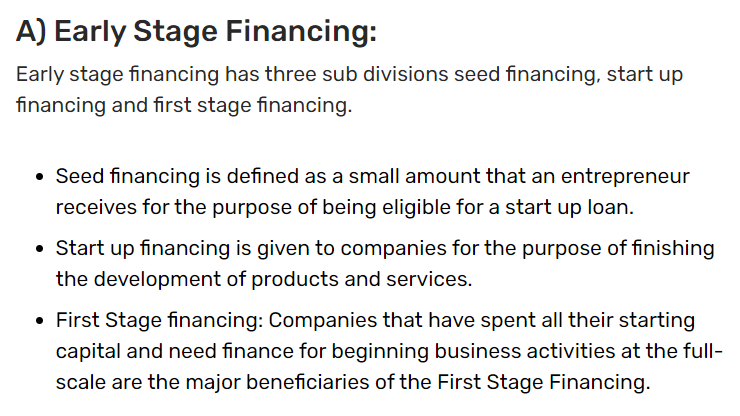 A) Early Stage Financing:
Early stage financing has three sub divisions seed financing, start up
financing and first stage financing.
• Seed financing is defined as a small amount that an entrepreneur
receives for the purpose of being eligible for a start up loan.
• Start up financing is given to companies for the purpose of finishing
the development of products and services.
• First Stage financing: Companies that have spent all their starting
capital and need finance for beginning business activities at the full-
scale are the major beneficiaries of the First Stage Financing.